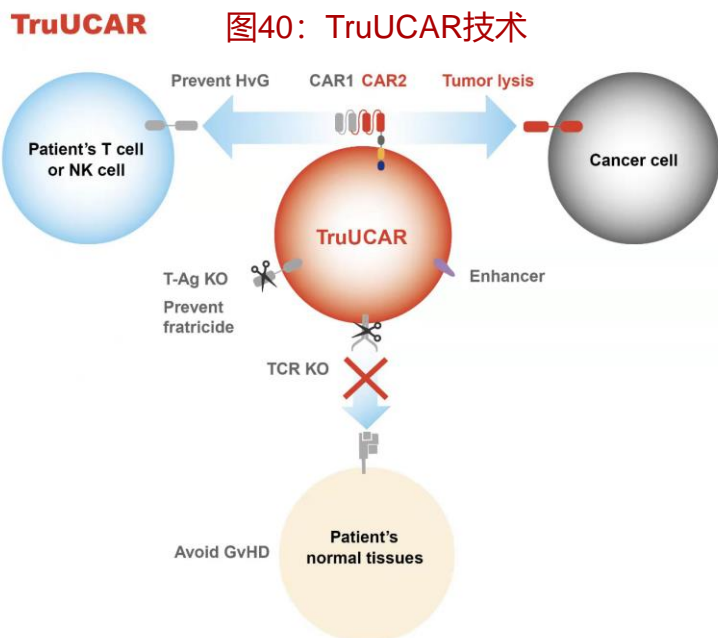 TruUCAR
图40：TruUCAR技术
Prevent HvG
CAR1 CAR2
Tumor lysis
Patient's T cell
or NK cell
Cancer cell
TruUCAR
T-Ag KO
Prevent
fratricide
Enhancer
TCR KO
Avoid GvHD
Patient's
normal tissues